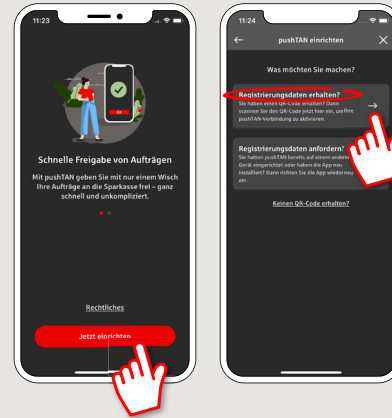 11:23
OK
Schnelle Freigabe von Aufträgen
Mit pushTAN geben Sie mit nur einem Wisch
Ihre Aufträge an die Sparkasse frei – ganz
schnell und unkompliziert.
Rechtliches
Jetzt einrichten
11:24
pushTAN einrichten
Was möchten Sie machen?
Registrierungsdaten erhalten?
Sie haben einen QR-Code erhalten? Dann
scannen Sie den QR-Code jetzt hier ein, um Ihre
pushTAN-Verbindung zu aktivieren.
Registrierungsdaten anfordern?
Sie hatten pushTAN bereits auf einem anderen
Gerät eingerichtet oder haben die App neu
installiert? Dann richten Sie die App wieder neu
ein.
Keinen QR-Code erhalten?